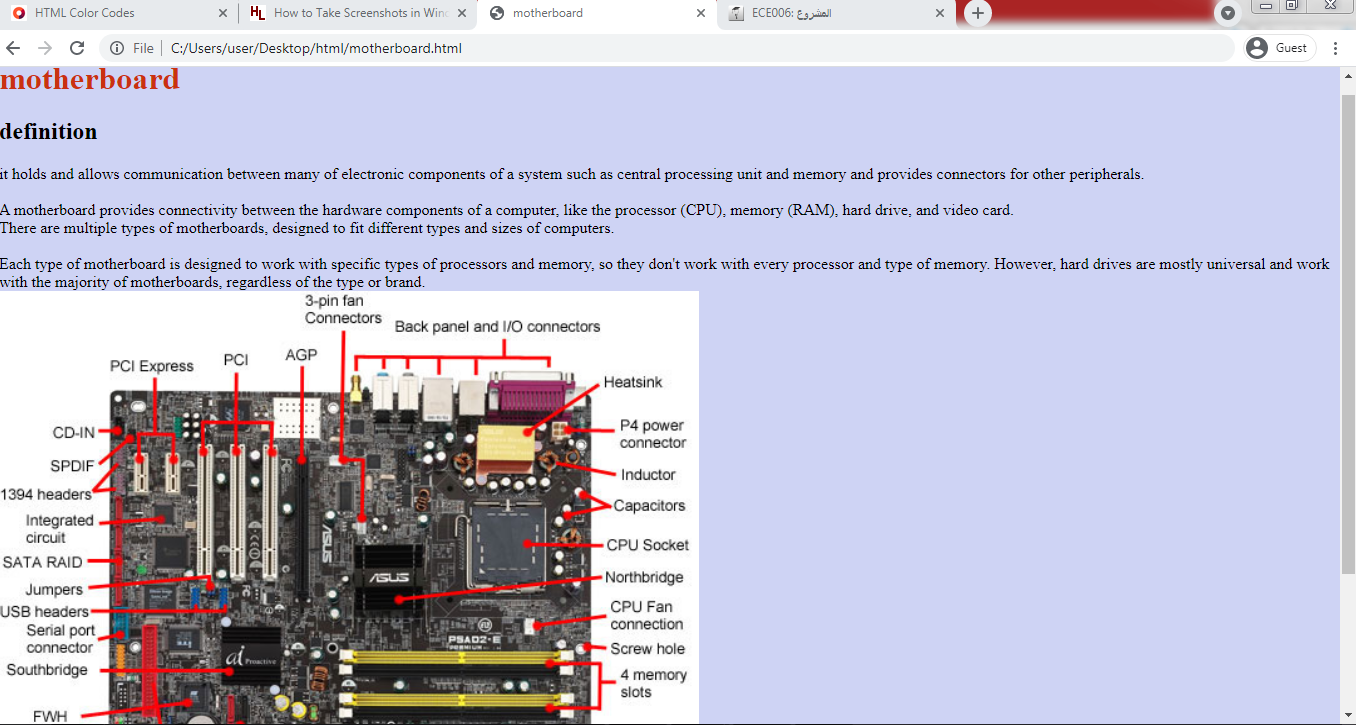 HTML Color Codes
How to Take Screenshots in Wind
motherboard
ECE006: المشروع
File
C:/Users/user/Desktop/html/motherboard.html
Guest
motherboard
definition
it holds and allows communication between many of electronic components of a system such as central processing unit and memory and provides connectors for other peripherals.
A motherboard provides connectivity between the hardware components of a computer, like the processor (CPU), memory (RAM), hard drive, and video card.
There are multiple types of motherboards, designed to fit different types and sizes of computers.
Each type of motherboard is designed to work with specific types of processors and memory, so they don't work with every processor and type of memory. However, hard drives are mostly universal and work
with the majority of motherboards, regardless of the type or brand.
3-pin fan
Connectors
Back panel and I/O connectors
PCI Express
PCI
AGP
Heatsink
CD-IN
P4 power
connector
SPDIF
Inductor
1394 headers
Capacitors
Integrated
circuit
CPU Socket
SATA RAID
Northbridge
Jumpers
USB headers
CPU Fan
connection
Serial port
connector
Screw hole
Southbridge
4 memory
slots
FWH
ASUS
ASUS
P5AD2-E
PREMIUM
ai Proactive